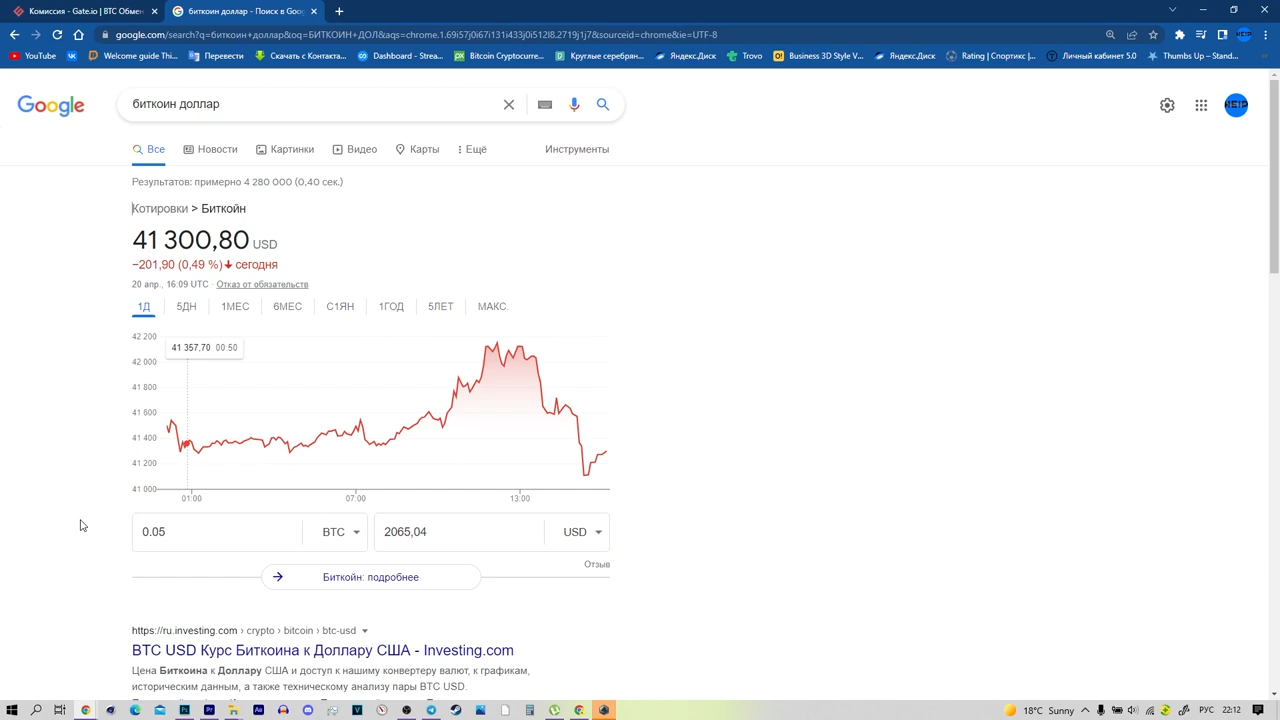 Комиссия - Gate.io | BTC Обмен
биткоин доллар - Поиск в Goog
google.com/search?q=биткоин+доллар&oq=БИТКОИН+ДОЛ&aqs=chrome.1.69i57j0i67i131i433j0i512l8.2719j1j7&sourceid=chrome&ie=UTF-8
YouTube
Welcome guide Thi...
Перевести
Скачать с Контакта...
Dashboard - Strea...
Bitcoin Cryptocurre...
Круглые серебрян...
Яндекс.Диск
Trovo
Business 3D Style V...
Яндекс.Диск
Rating | Спортикс |...
Личный кабинет 5.0
Thumbs Up – Stand...
Google
биткоин доллар
Все
Новости
Картинки
Видео
Карты
Ещё
Инструменты
Результатов: примерно 4 280 000 (0,40 сек.)
Котировки > Биткойн
41 300,80 USD
−201,90 (0,49 %) сегодня
20 апр., 16:09 UTC · Отказ от обязательств
1Д
5ДН
1МЕС
6МЕС
С1ЯН
1ГОД
5ЛЕТ
МАКС.
41 357,70 00:50
42 200
42 000
41 800
41 600
41 400
41 200
41 000
01:00
07:00
13:00
0.05
BTC
2065,04
USD
Отзыв
Биткойн: подробнее
https://ru.investing.com › crypto › bitcoin › btc-usd
BTC USD Курс Биткоина к Доллару США - Investing.com
Цена Биткоина к Доллару США и доступ к нашему конвертеру валют, к графикам,
историческим данным, а также техническому анализу пары BTC USD.
18°C Sunny
РУС
22:12